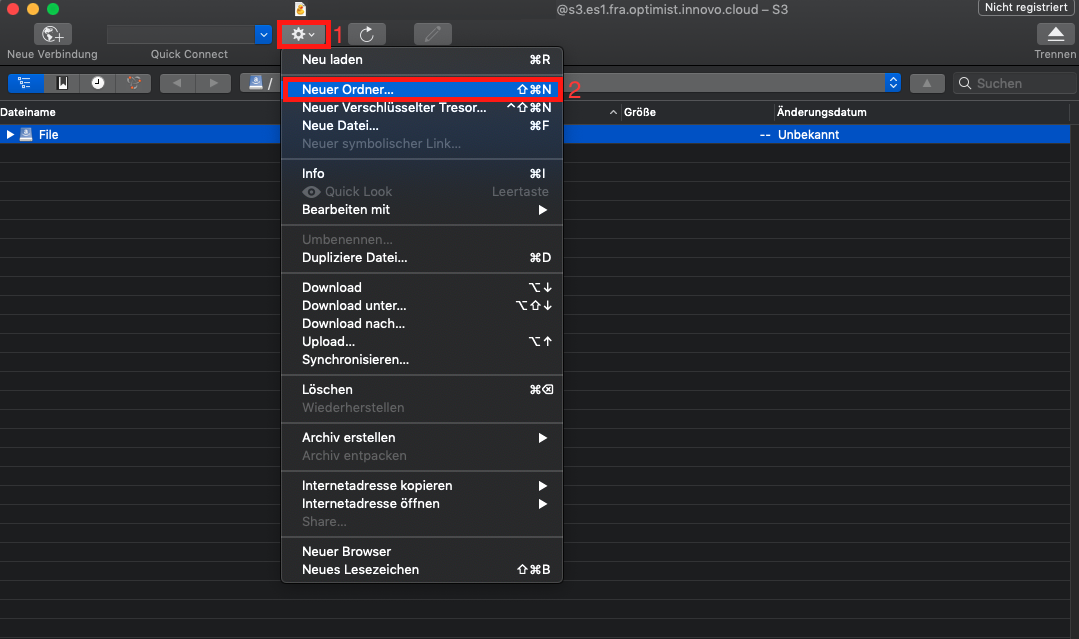 @s3.es1.fra.optimist.innovo.cloud – S3
Nicht registriert
1
Neue Verbindung
Quick Connect
Trennen
/
Suchen
Dateiname
Größe
Änderungsdatum
File
-- Unbekannt
Neu laden ⌘R
Neuer Ordner... ⇧⌘N
2
Neuer Verschlüsselter Tresor... ^⇧⌘N
Neue Datei... ⌘F
Neuer symbolischer Link...
Info ⌘I
Quick Look Leertaste
Bearbeiten mit ▶
Umbenennen...
Dupliziere Datei... ⌘D
Download ⌥↓
Download unter... ⌥⇧↓
Download nach...
Upload... ⌥↑
Synchronisieren...
Löschen ⌘⌫
Wiederherstellen
Archiv erstellen ▶
Archiv entpacken
Internetadresse kopieren ▶
Internetadresse öffnen ▶
Share...
Neuer Browser
Neues Lesezeichen ⇧⌘B